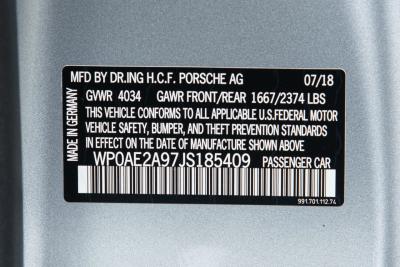 MFD BY DR.ING H.C.F. PORSCHE AG 07/18
GVWR 4034 GAWR FRONT/REAR 1667/2374 LBS
THIS VEHICLE CONFORMS TO ALL APPLICABLE
U.S.FEDERAL MOTOR VEHICLE
SAFETY, BUMPER, AND THEFT PREVENTION
STANDARDS IN EFFECT ON THE DATE OF
MANUFACTURE SHOWN ABOVE.
WP0AE2A97JS185409 PASSENGER CAR
MADE IN GERMANY
991.701.112.74